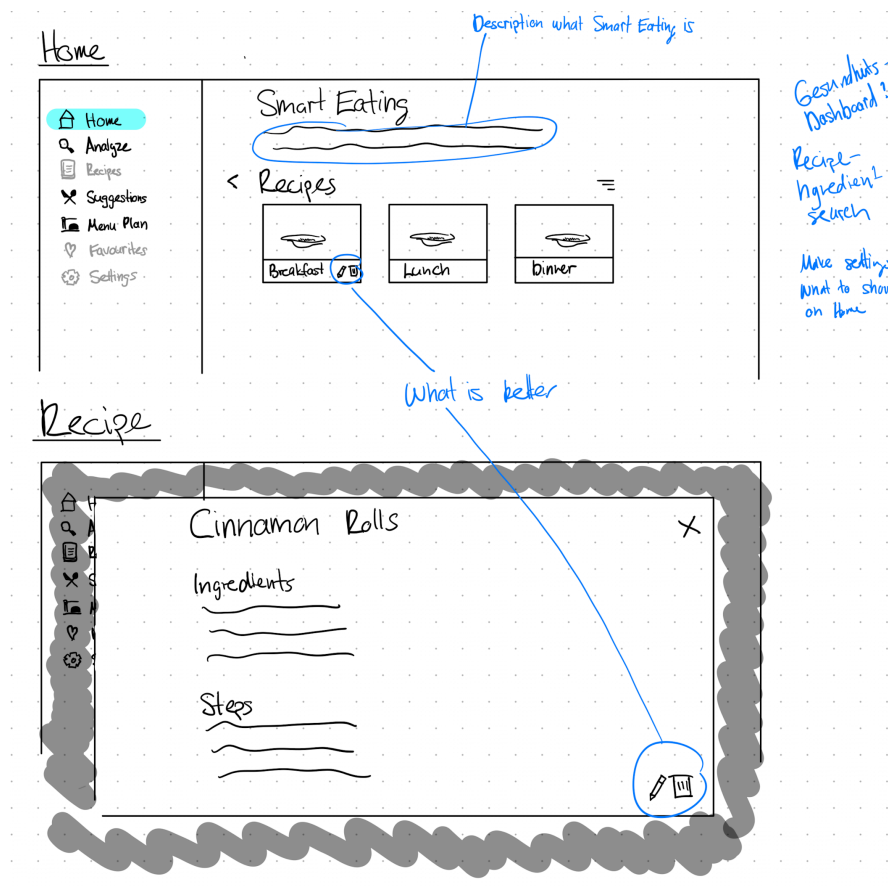 Description what Smart Eating is
Home
Smart Eating
Home
Analyze
Recipes
Suggestions
Menu Plan
Favourites
Settings
< Recipes
Breakfast
Lunch
Dinner
Dashboard?
Recipe-
search
Make settings
what to show
on Home
What is better
Recipe
H
A
R
S
M
Cinnamon Rolls
X
Ingredients
Steps